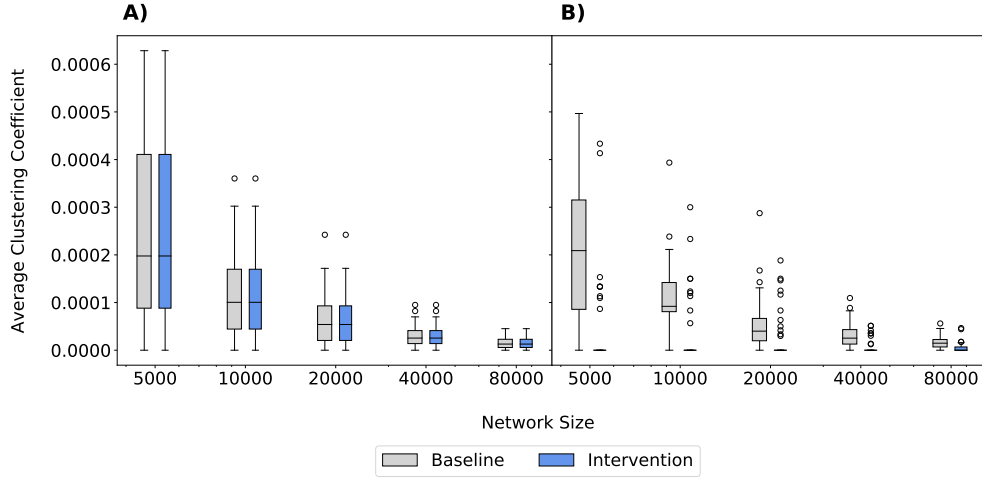 A)
B)
Average Clustering Coefficient
0.0006
0.0005
0.0004
0.0003
0.0002
0.0001
0.0000
5000 10000 20000 40000 80000
5000 10000 20000 40000 80000
Network Size
Baseline
Intervention